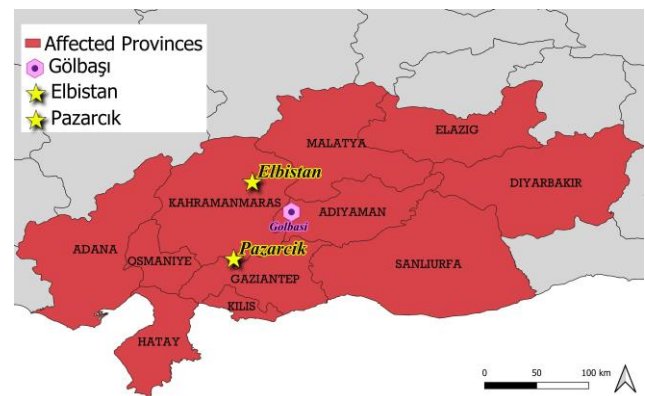 Affected Provinces
Gölbaşı
Elbistan
Pazarcık
MALATYA
ELAZIG
Elbistan
DIYARBAKIR
KAHRAMANMARAS
ADIYAMAN
Golbasi
ADANA
Pazarcik
OSMANIYE
SANLIURFA
GAZIANTEP
KILIS
HATAY
0 50 100 km